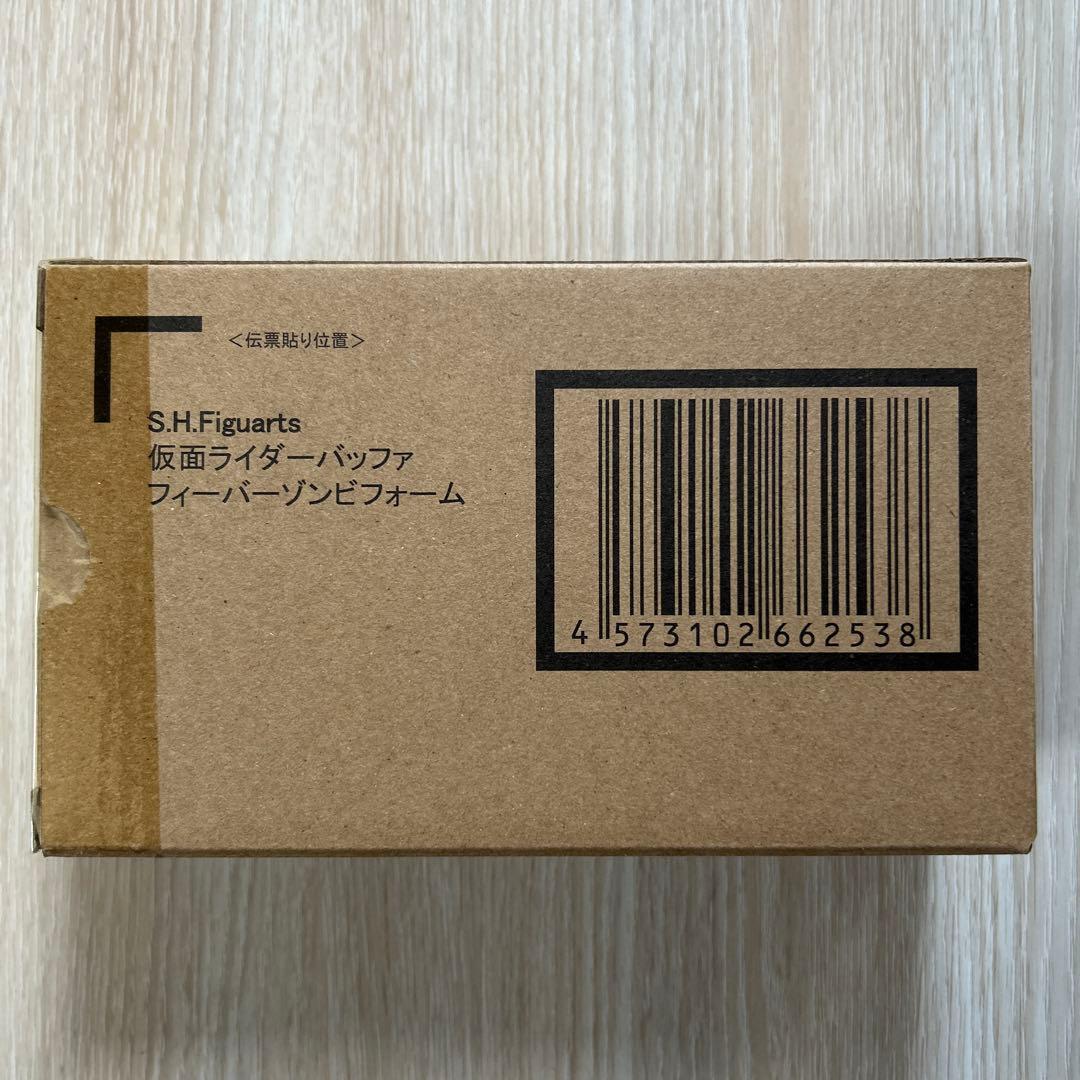 ＜伝票貼り位置＞
S.H.Figuarts
仮面ライダーバッファ
フィーバーゾンビフォーム
4 573102 662538